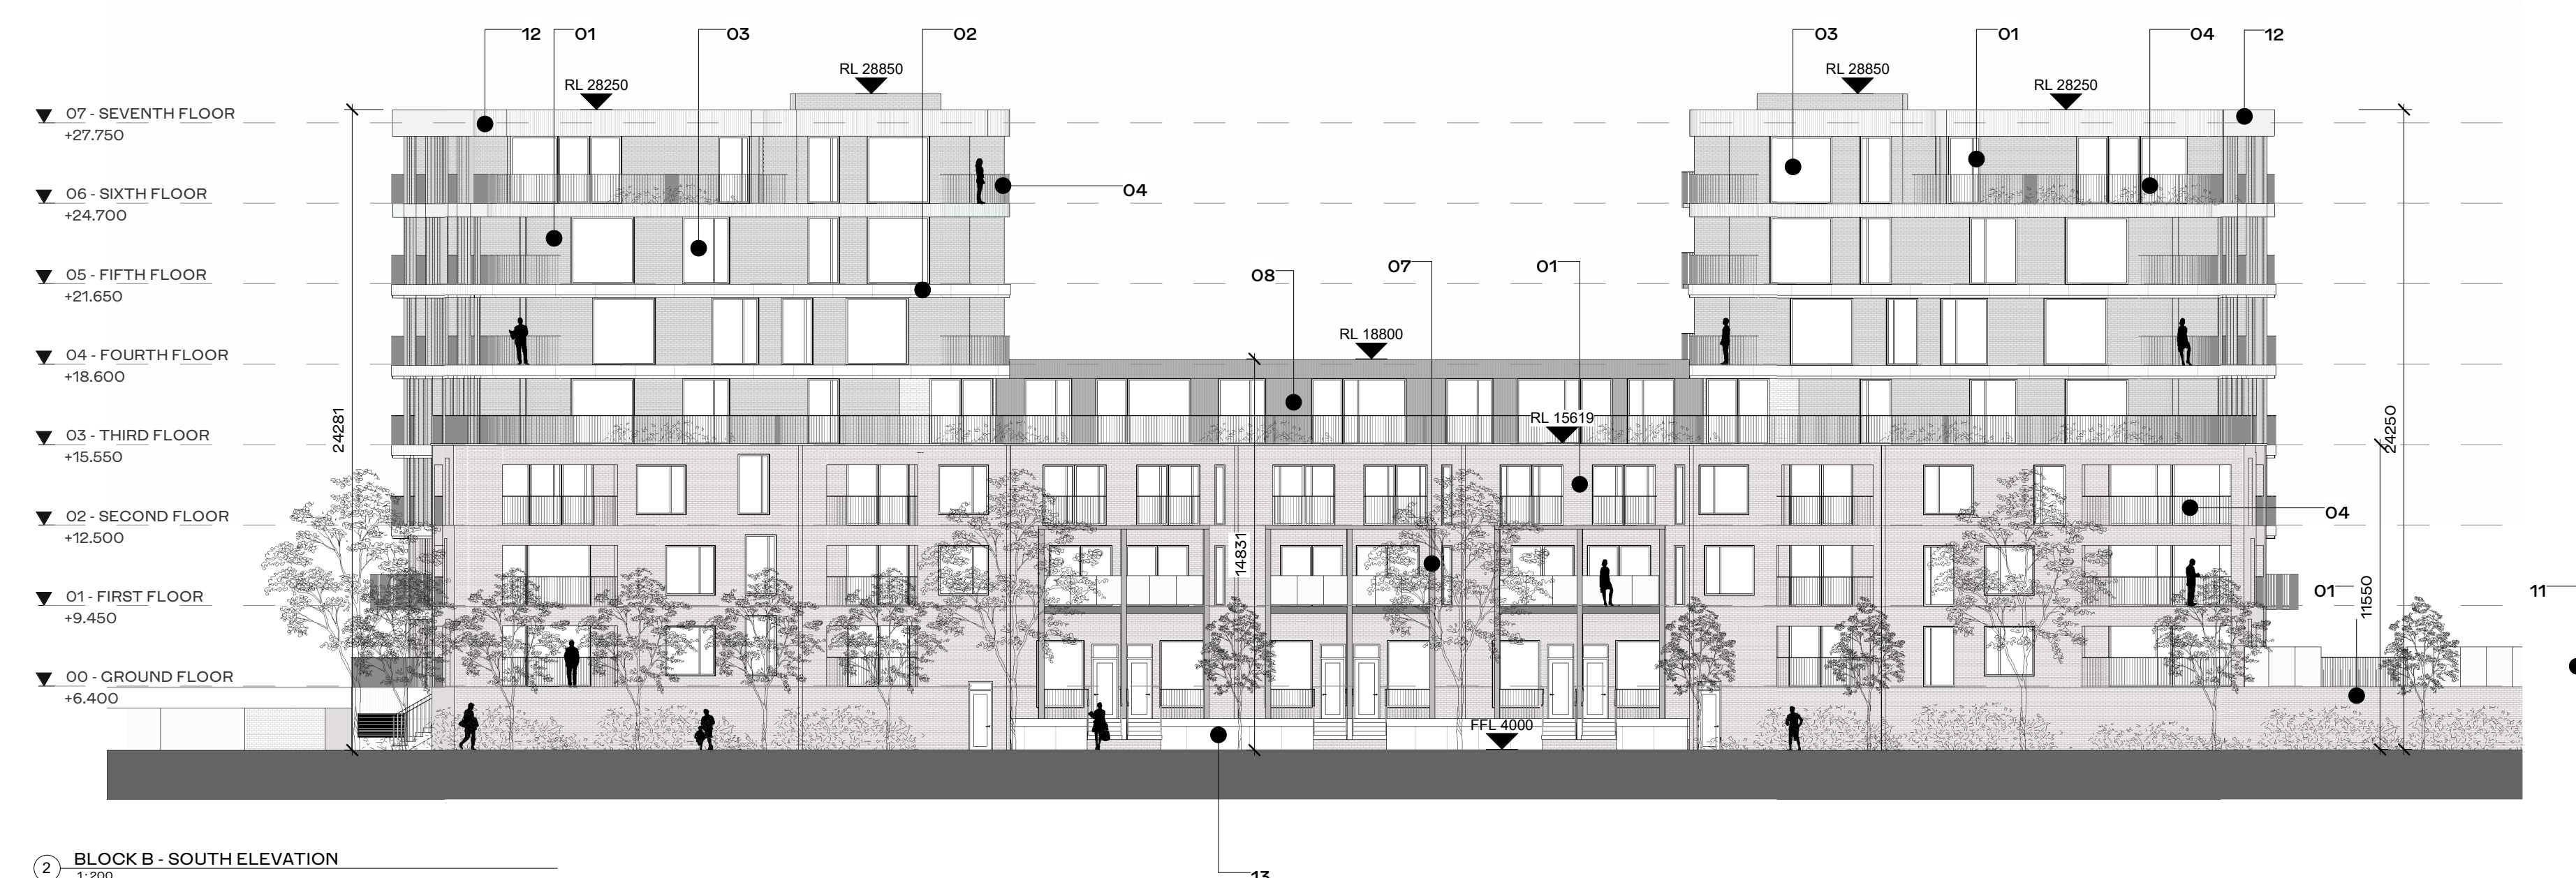 12
01
03
02
03
01
04
12
RL 28250
RL 28850
RL 28850
RL 28250
07 - SEVENTH FLOOR
+27.750
06 - SIXTH FLOOR
+24.700
04
05 - FIFTH FLOOR
+21.650
08
07
01
04 - FOURTH FLOOR
+18.600
RL 18800
24281
24250
RL 15619
03 - THIRD FLOOR
+15.550
02 - SECOND FLOOR
+12.500
04
14831
01 - FIRST FLOOR
+9.450
01
11550
11
00 - GROUND FLOOR
+6.400
FFL 4000
2
BLOCK B - SOUTH ELEVATION
1:200
13